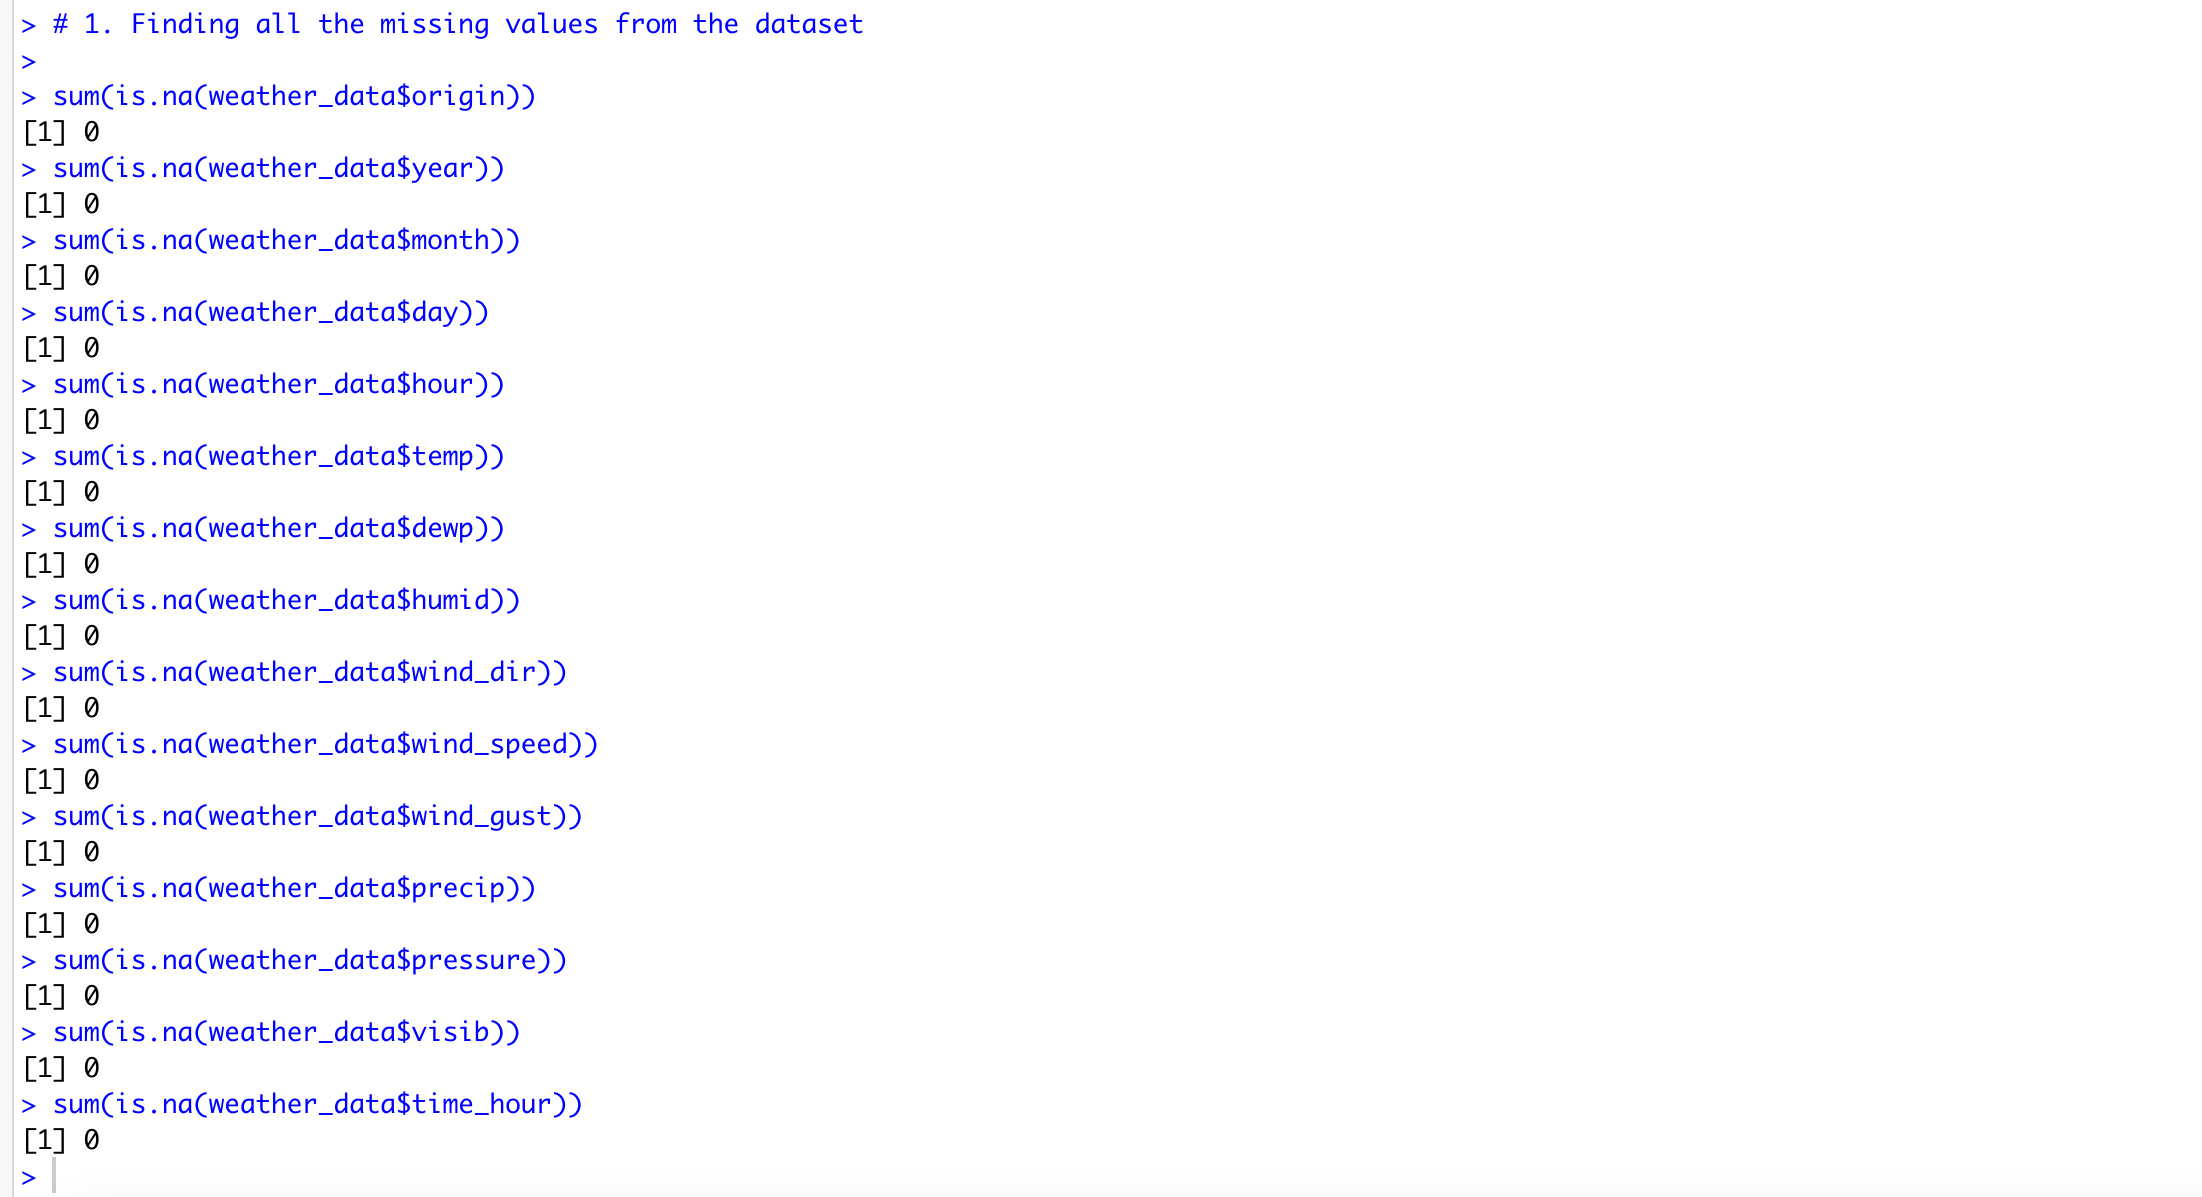 > # 1. Finding all the missing values from the dataset
>
> sum(is.na(weather_data$origin))
[1] 0
> sum(is.na(weather_data$year))
[1] 0
> sum(is.na(weather_data$month))
[1] 0
> sum(is.na(weather_data$day))
[1] 0
> sum(is.na(weather_data$hour))
[1] 0
> sum(is.na(weather_data$temp))
[1] 0
> sum(is.na(weather_data$dewp))
[1] 0
> sum(is.na(weather_data$humid))
[1] 0
> sum(is.na(weather_data$wind_dir))
[1] 0
> sum(is.na(weather_data$wind_speed))
[1] 0
> sum(is.na(weather_data$wind_gust))
[1] 0
> sum(is.na(weather_data$precip))
[1] 0
> sum(is.na(weather_data$pressure))
[1] 0
> sum(is.na(weather_data$visib))
[1] 0
> sum(is.na(weather_data$time_hour))
[1] 0
>